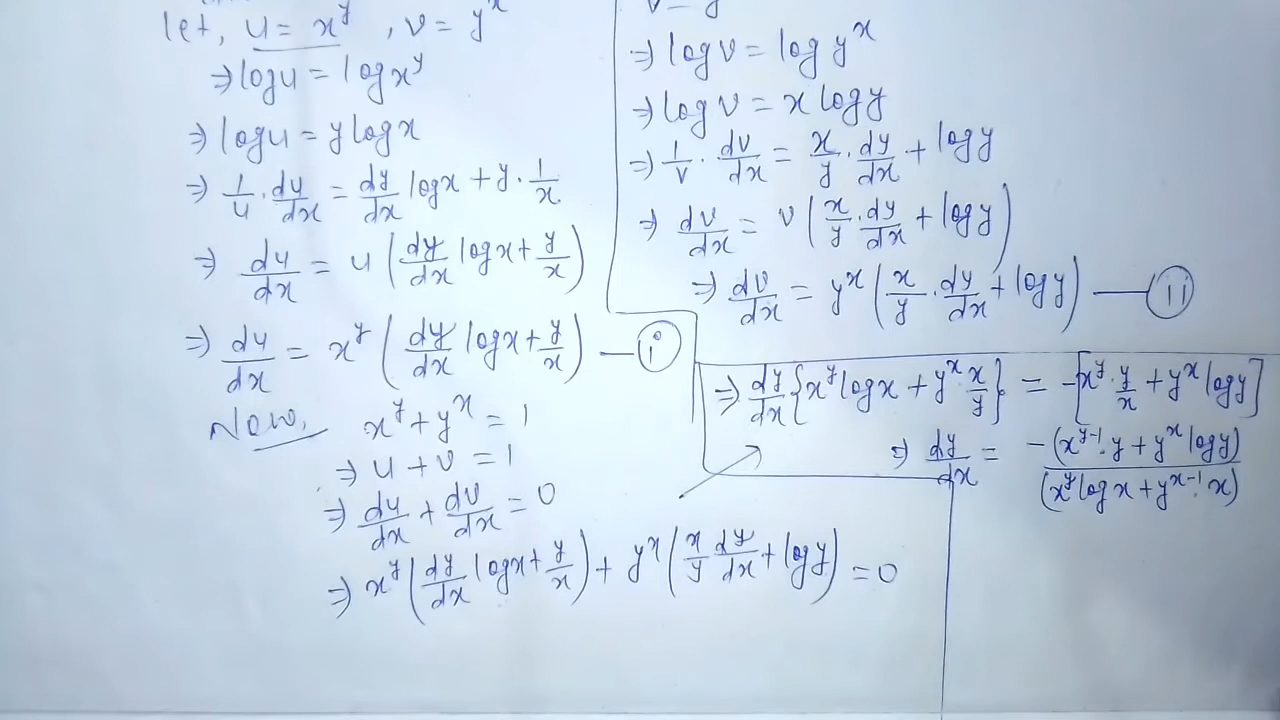 let, u = x^y , v = y^x
⇒ log u = log x^y
⇒ log u = y log x
⇒ 1/u · du/dx = dy/dx log x + y · 1/x
⇒ du/dx = u (dy/dx log x + y/x)
⇒ du/dx = x^y (dy/dx log x + y/x) — (i)
Now, x^y + y^x = 1
⇒ u + v = 1
⇒ du/dx + dv/dx = 0
⇒ x^y (dy/dx log x + y/x) + y^x (x/y dy/dx + log y) = 0
⇒ log v = log y^x
⇒ log v = x log y
⇒ 1/v · dv/dx = x/y · dy/dx + log y
⇒ dv/dx = v (x/y · dy/dx + log y)
⇒ dv/dx = y^x (x/y · dy/dx + log y) — (ii)
⇒ dy/dx {x^y log x + y^x · x/y} = -[x^y · y/x + y^x log y]
⇒ dy/dx = -(x^(y-1) · y + y^x log y) / (x^y log x + y^(x-1) · x)